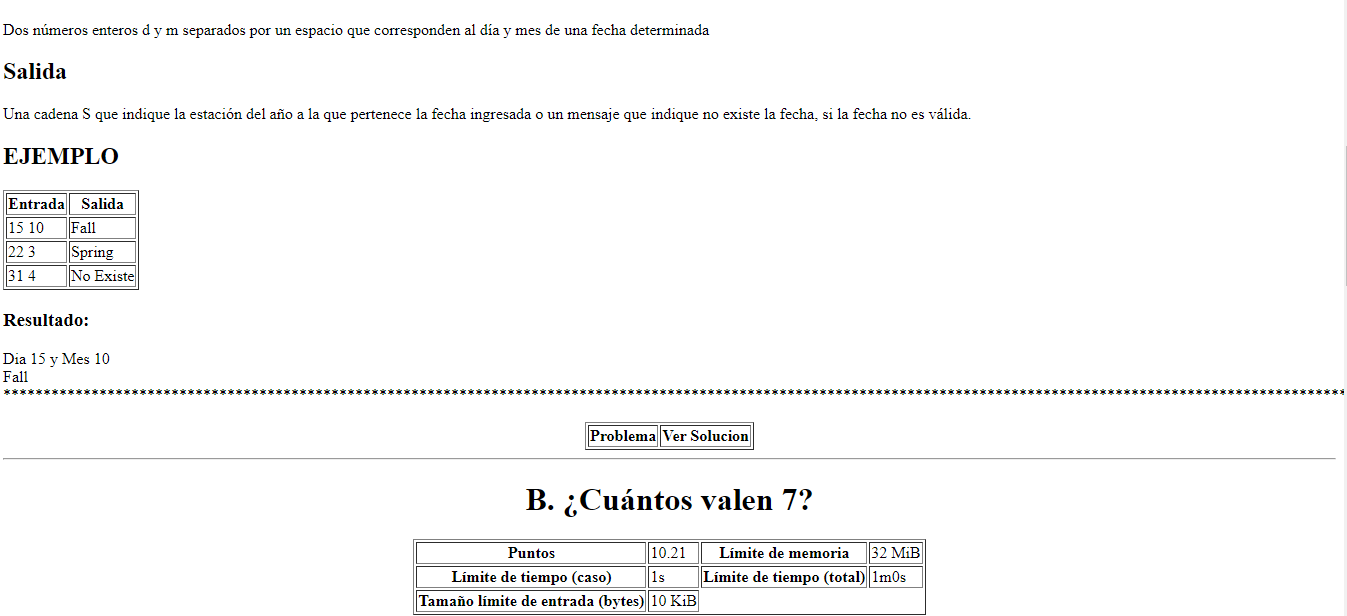 Dos números enteros d y m separados por un espacio que corresponden al día y mes de una fecha determinada
Salida
Una cadena S que indique la estación del año a la que pertenece la fecha ingresada o un mensaje que indique no existe la fecha, si la fecha no es válida.
EJEMPLO
Entrada Salida
15 10 Fall
22 3 Spring
31 4 No Existe
Resultado:
Dia 15 y Mes 10
Fall
************************************************************************************************************************************************************************
Problema Ver Solucion
B. ¿Cuántos valen 7?
Puntos 10.21 Límite de memoria 32 MiB
Límite de tiempo (caso) 1s Límite de tiempo (total) 1m0s
Tamaño límite de entrada (bytes) 10 KiB